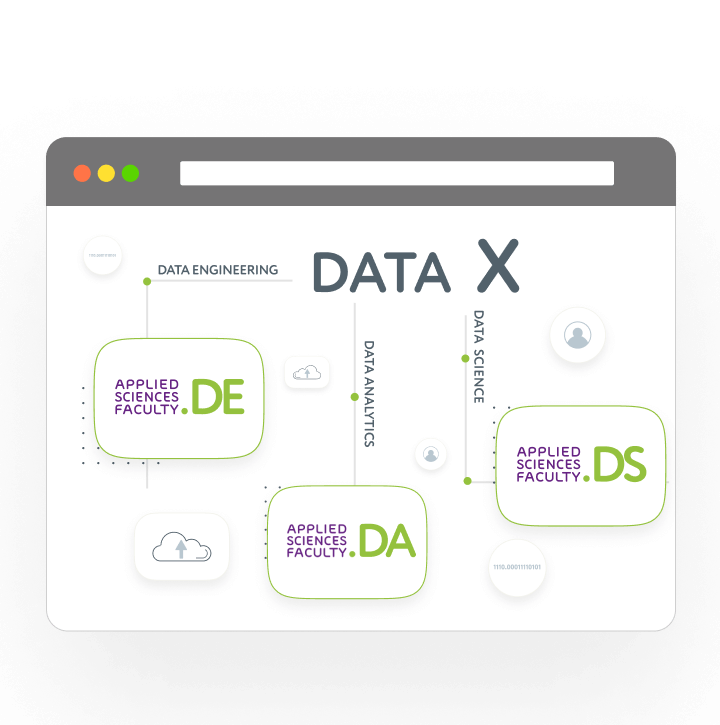 DATA ENGINEERING
DATA X
DATA ANALYTICS
DATA SCIENCE
APPLIED
SCIENCES
FACULTY.DE
APPLIED
SCIENCES
FACULTY.DS
APPLIED
SCIENCES
FACULTY.DA
1110.00011110101